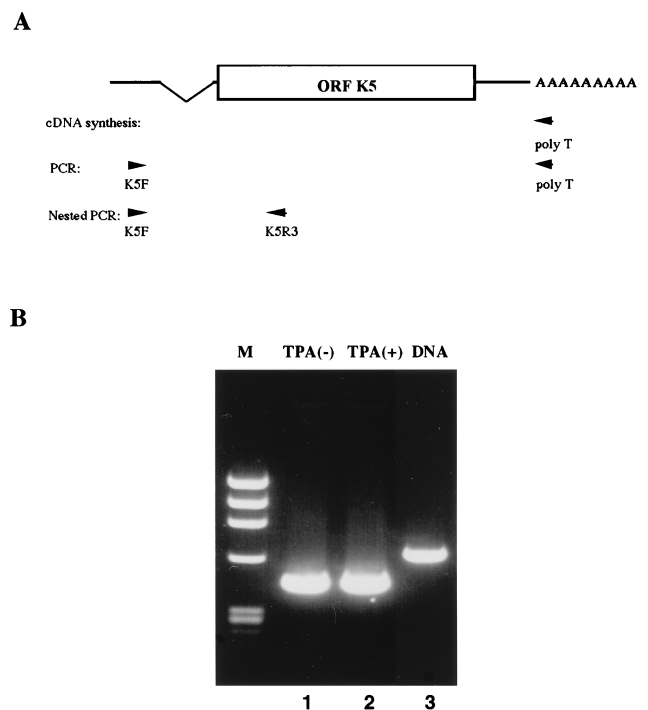 A
ORF K5 AAAAAAAAA
cDNA synthesis:
poly T
PCR:
K5F poly T
Nested PCR:
K5F K5R3
B
M TPA(-) TPA(+) DNA
1 2 3